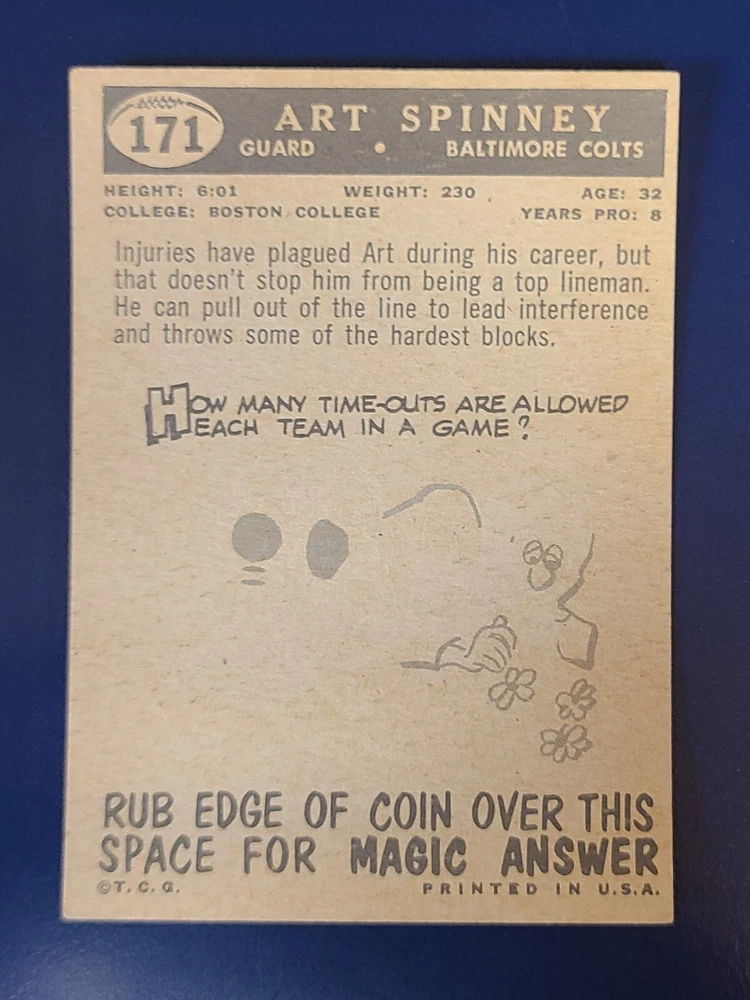 171
ART SPINNEY
GUARD • BALTIMORE COLTS
HEIGHT: 6:01 WEIGHT: 230 AGE: 32
COLLEGE: BOSTON COLLEGE YEARS PRO: 8
Injuries have plagued Art during his career, but
that doesn't stop him from being a top lineman.
He can pull out of the line to lead interference
and throws some of the hardest blocks.
HOW MANY TIME-OUTS ARE ALLOWED
EACH TEAM IN A GAME?
RUB EDGE OF COIN OVER THIS
SPACE FOR MAGIC ANSWER
©T. C. G. PRINTED IN U.S.A.